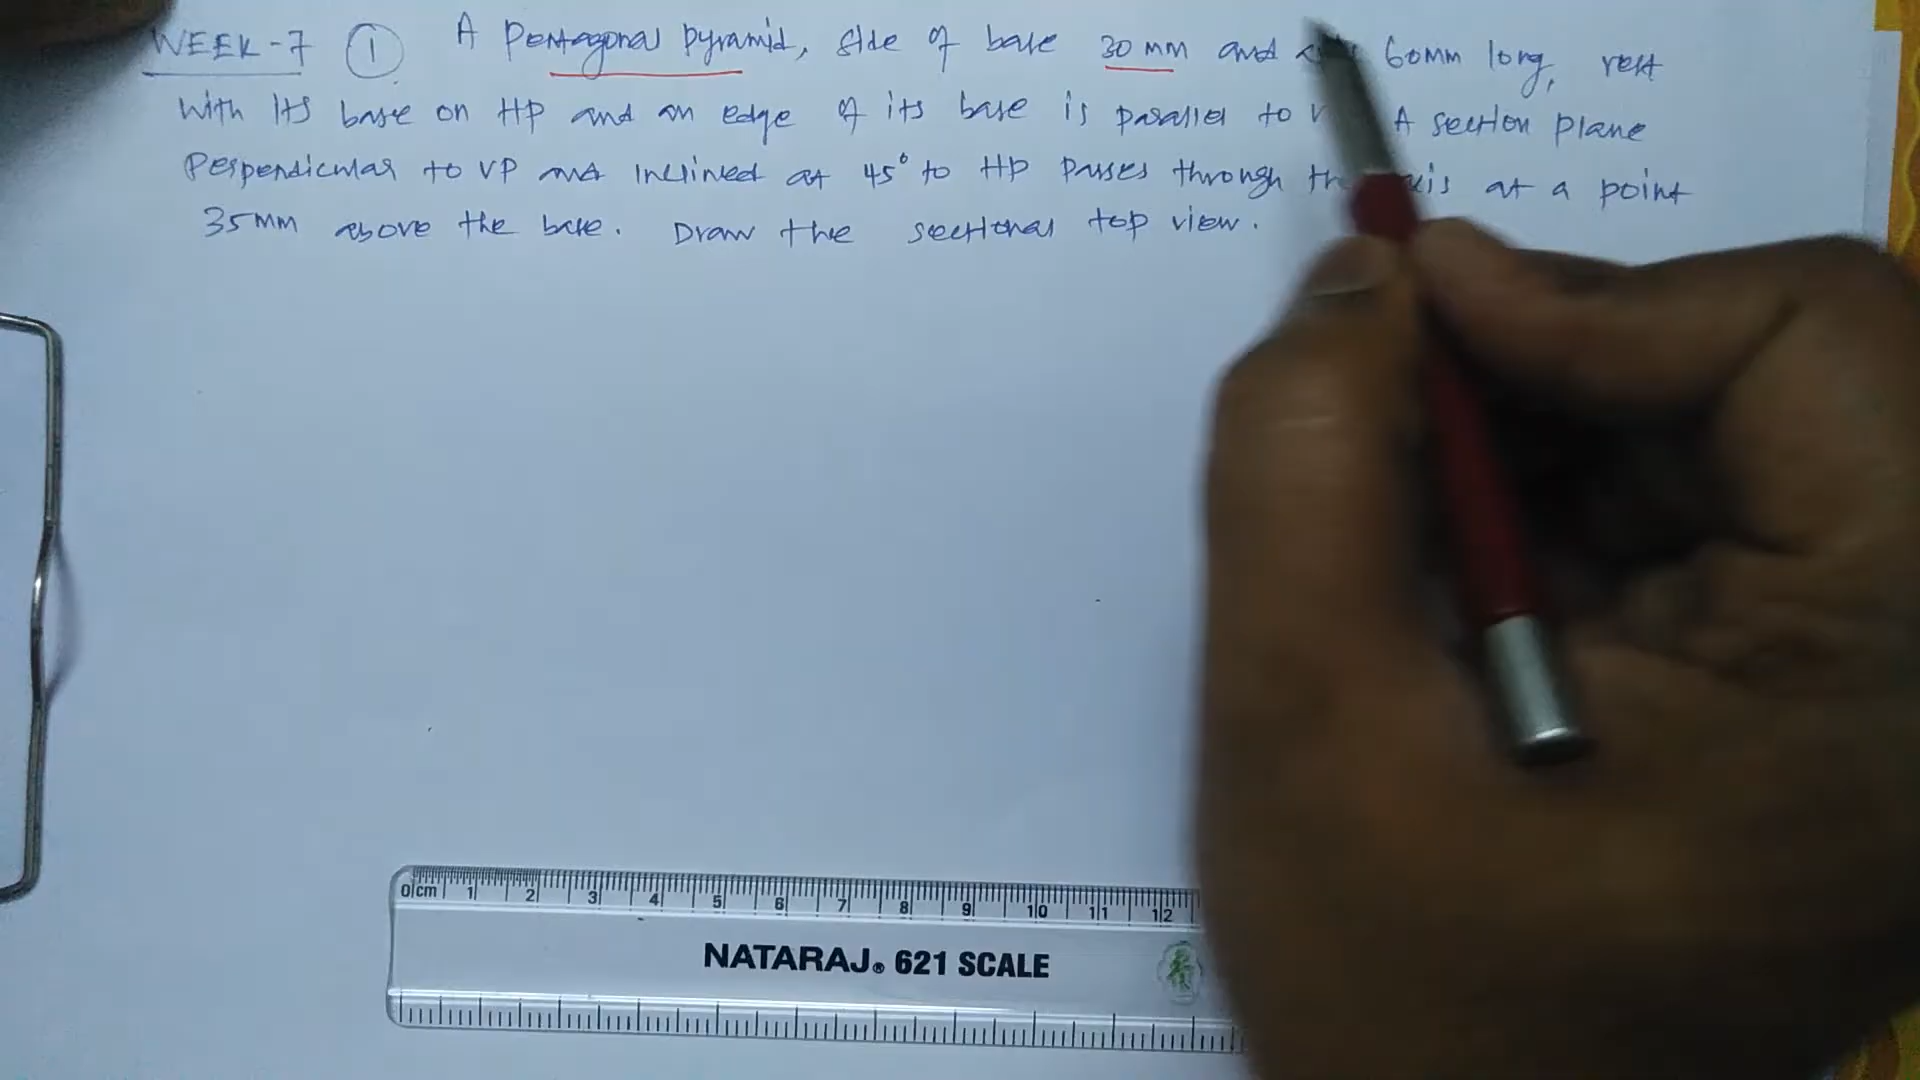 WEEK-7 ① A Pentagonal pyramid, side of base 30 mm and 60mm long, rest
with its base on HP and an edge of its base is parallel to A section plane
Perpendicular to VP and inclined at 45° to HP passes through at a point
35mm above the base. Draw the sectional top view.
0 cm 1 2 3 4 5 6 7 8 9 10 11 12
NATARAJ® 621 SCALE